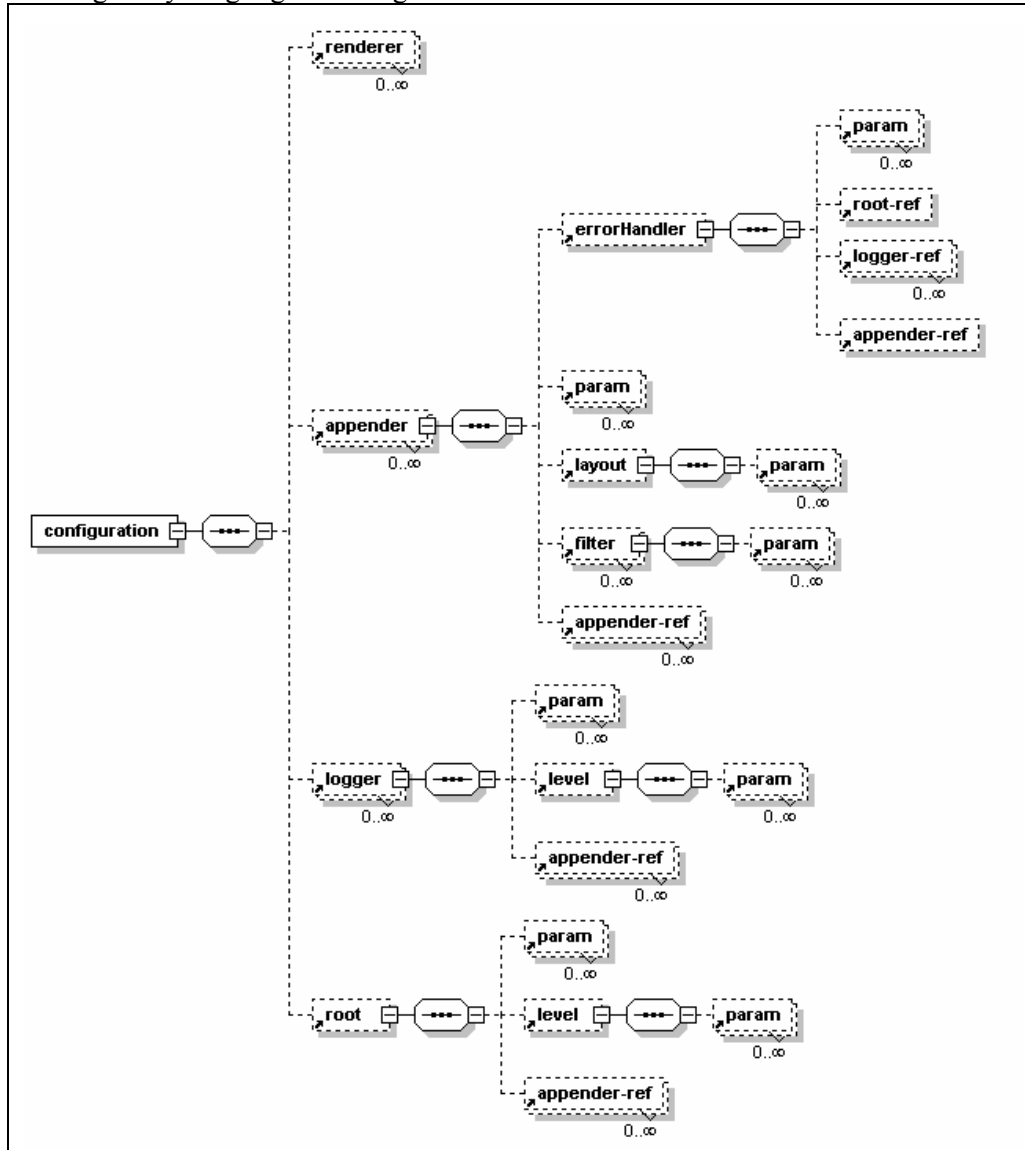 renderer
0..∞
param
0..∞
root-ref
errorHandler
logger-ref
0..∞
appender-ref
param
0..∞
appender
0..∞
layout
param
0..∞
configuration
filter
0..∞
param
0..∞
appender-ref
0..∞
param
0..∞
logger
0..∞
level
param
0..∞
appender-ref
0..∞
param
0..∞
root
level
param
0..∞
appender-ref
0..∞